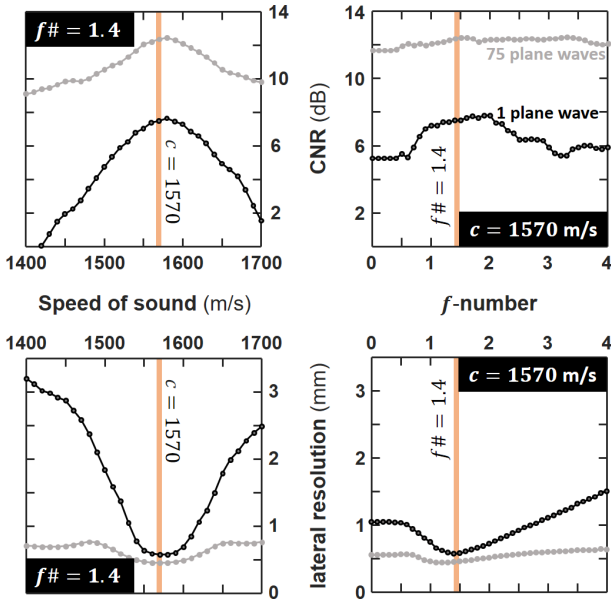 f# = 1.4
c = 1570
2
6
10
14
1400
1500
1600
1700
CNR (dB)
75 plane waves
1 plane wave
f# = 1.4
c = 1570 m/s
2
6
10
14
0
1
2
3
4
Speed of sound (m/s)
f-number
1400
1500
1600
1700
c = 1570
f# = 1.4
0
1
2
3
0
1
2
3
4
c = 1570 m/s
f# = 1.4
lateral resolution (mm)
0
1
2
3